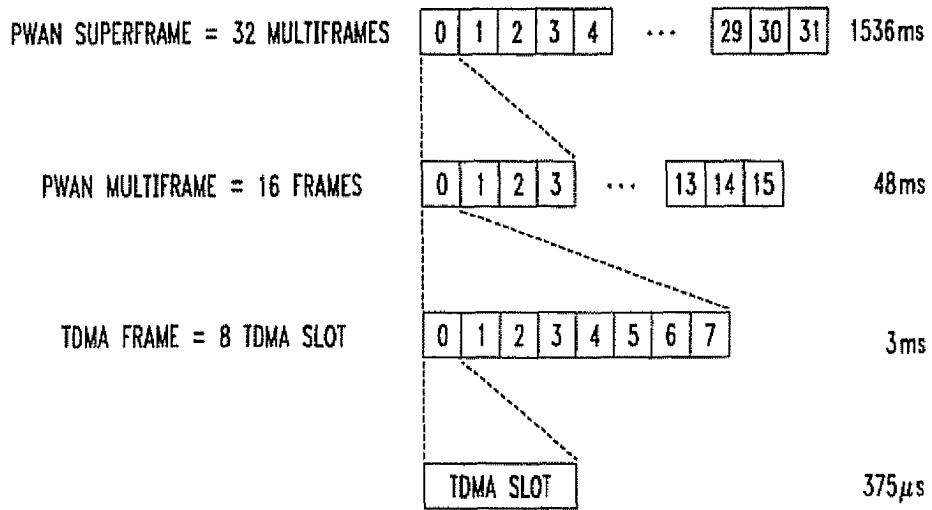 PWAN SUPERFRAME = 32 MULTIFRAMES 0 1 2 3 4 ... 29 30 31 1536ms
PWAN MULTIFRAME = 16 FRAMES 0 1 2 3 ... 13 14 15 48ms
TDMA FRAME = 8 TDMA SLOT 0 1 2 3 4 5 6 7 3ms
TDMA SLOT 375μs